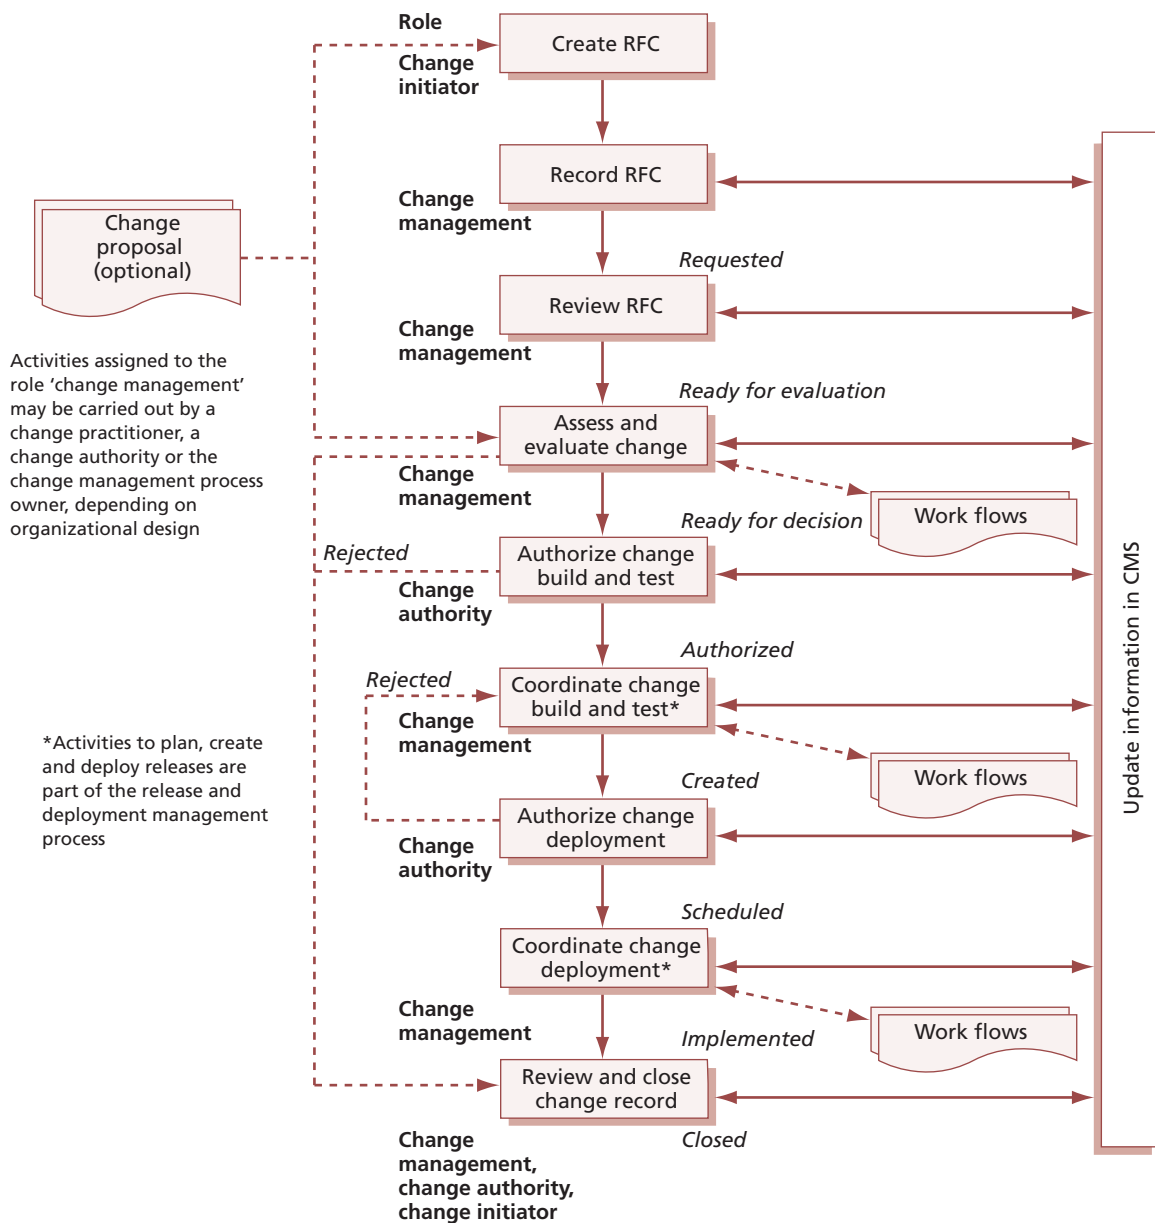 Role
Create RFC
Change
initiator
Record RFC
Change
management
Change
proposal
(optional)
Requested
Review RFC
Change
management
Activities assigned to the
role ‘change management’
may be carried out by a
change practitioner, a
change authority or the
change management process
owner, depending on
organizational design
Ready for evaluation
Assess and
evaluate change
Change
management
Work flows
Ready for decision
Rejected
Authorize change
build and test
Change
authority
Authorized
Rejected
Coordinate change
build and test*
Change
management
*Activities to plan, create
and deploy releases are
part of the release and
deployment management
process
Work flows
Created
Authorize change
deployment
Change
authority
Scheduled
Coordinate change
deployment*
Change
management
Work flows
Implemented
Review and close
change record
Closed
Change
management,
change authority,
change initiator
Update information in CMS